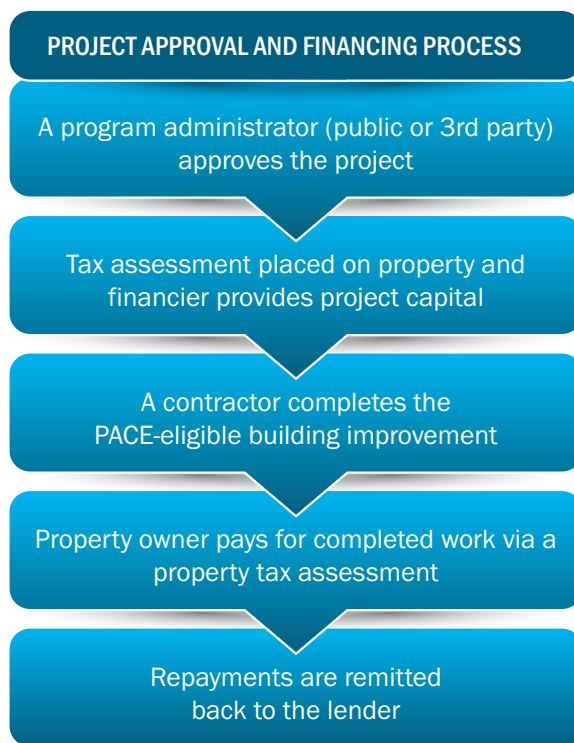 PROJECT APPROVAL AND FINANCING PROCESS
A program administrator (public or 3rd party)
approves the project
Tax assessment placed on property and
financier provides project capital
A contractor completes the
PACE-eligible building improvement
Property owner pays for completed work via a
property tax assessment
Repayments are remitted
back to the lender